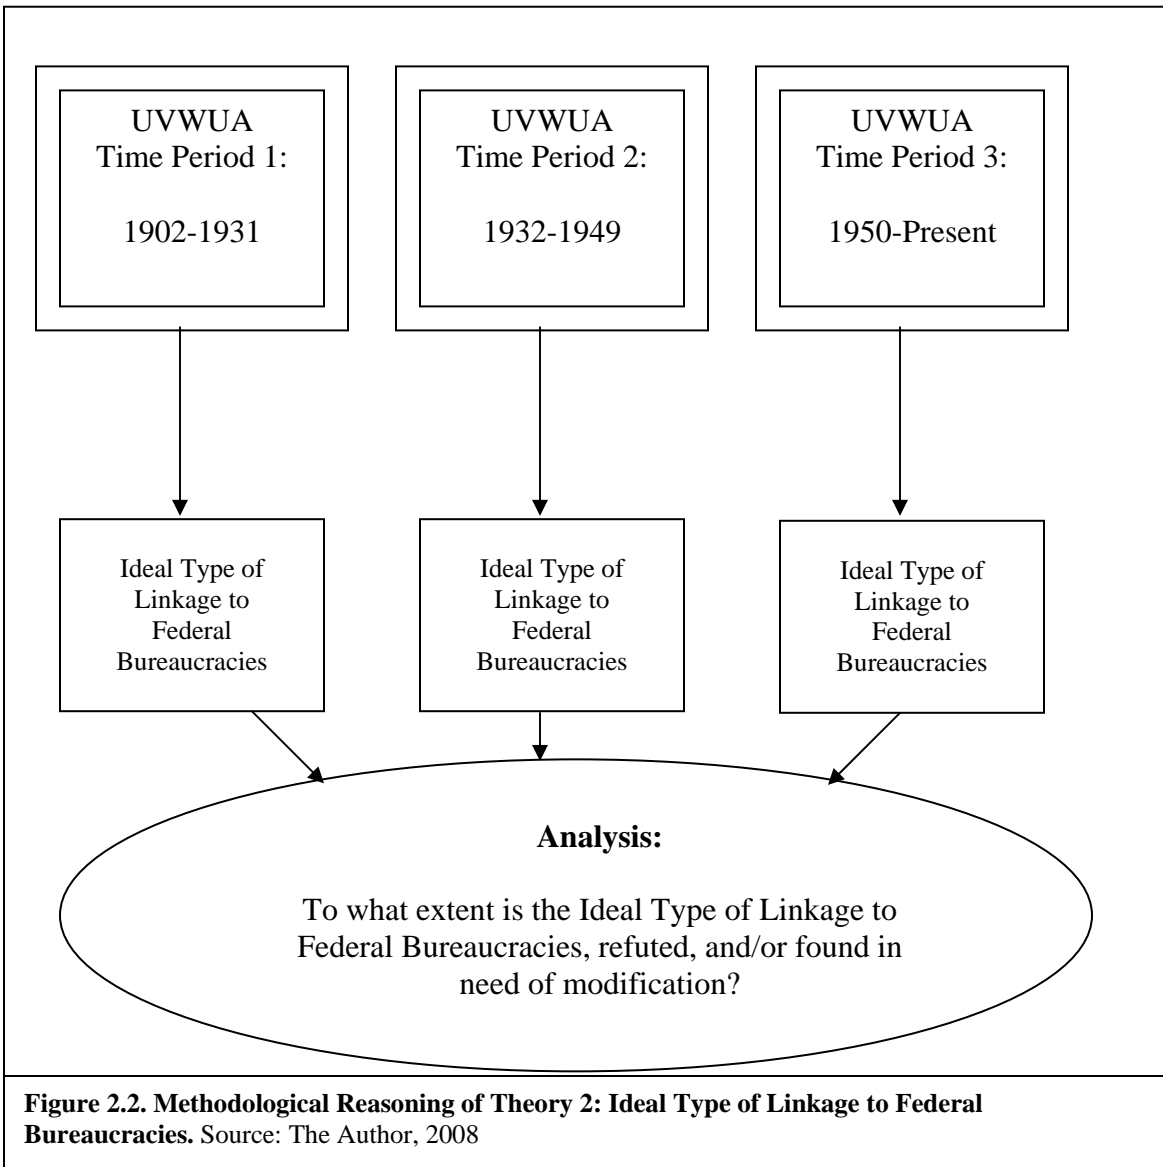 UVWUA
Time Period 1:
1902-1931
UVWUA
Time Period 2:
1932-1949
UVWUA
Time Period 3:
1950-Present
Ideal Type of
Linkage to
Federal
Bureaucracies
Ideal Type of
Linkage to
Federal
Bureaucracies
Ideal Type of
Linkage to
Federal
Bureaucracies
Analysis:
To what extent is the Ideal Type of Linkage to
Federal Bureaucracies, refuted, and/or found in
need of modification?
Figure 2.2. Methodological Reasoning of Theory 2: Ideal Type of Linkage to Federal
Bureaucracies. Source: The Author, 2008